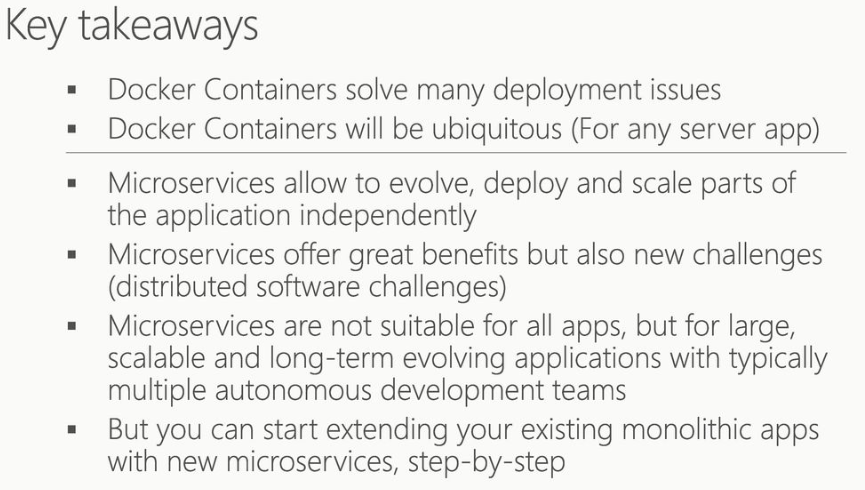 Key takeaways
▪ Docker Containers solve many deployment issues
▪ Docker Containers will be ubiquitous (For any server app)
▪ Microservices allow to evolve, deploy and scale parts of
the application independently
▪ Microservices offer great benefits but also new challenges
(distributed software challenges)
▪ Microservices are not suitable for all apps, but for large,
scalable and long-term evolving applications with typically
multiple autonomous development teams
▪ But you can start extending your existing monolithic apps
with new microservices, step-by-step